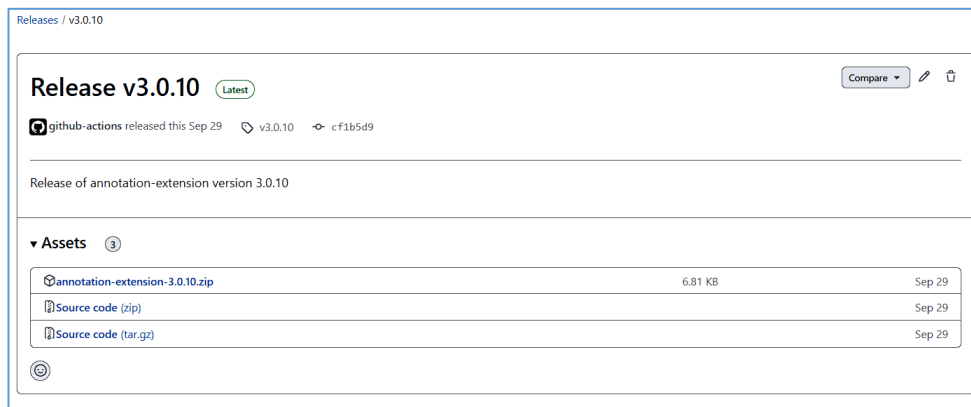 Releases / v3.0.10
Release v3.0.10 Latest
Compare
github-actions released this Sep 29 v3.0.10 cf1b5d9
Release of annotation-extension version 3.0.10
Assets 3
annotation-extension-3.0.10.zip 6.81 KB Sep 29
Source code (zip) Sep 29
Source code (tar.gz) Sep 29